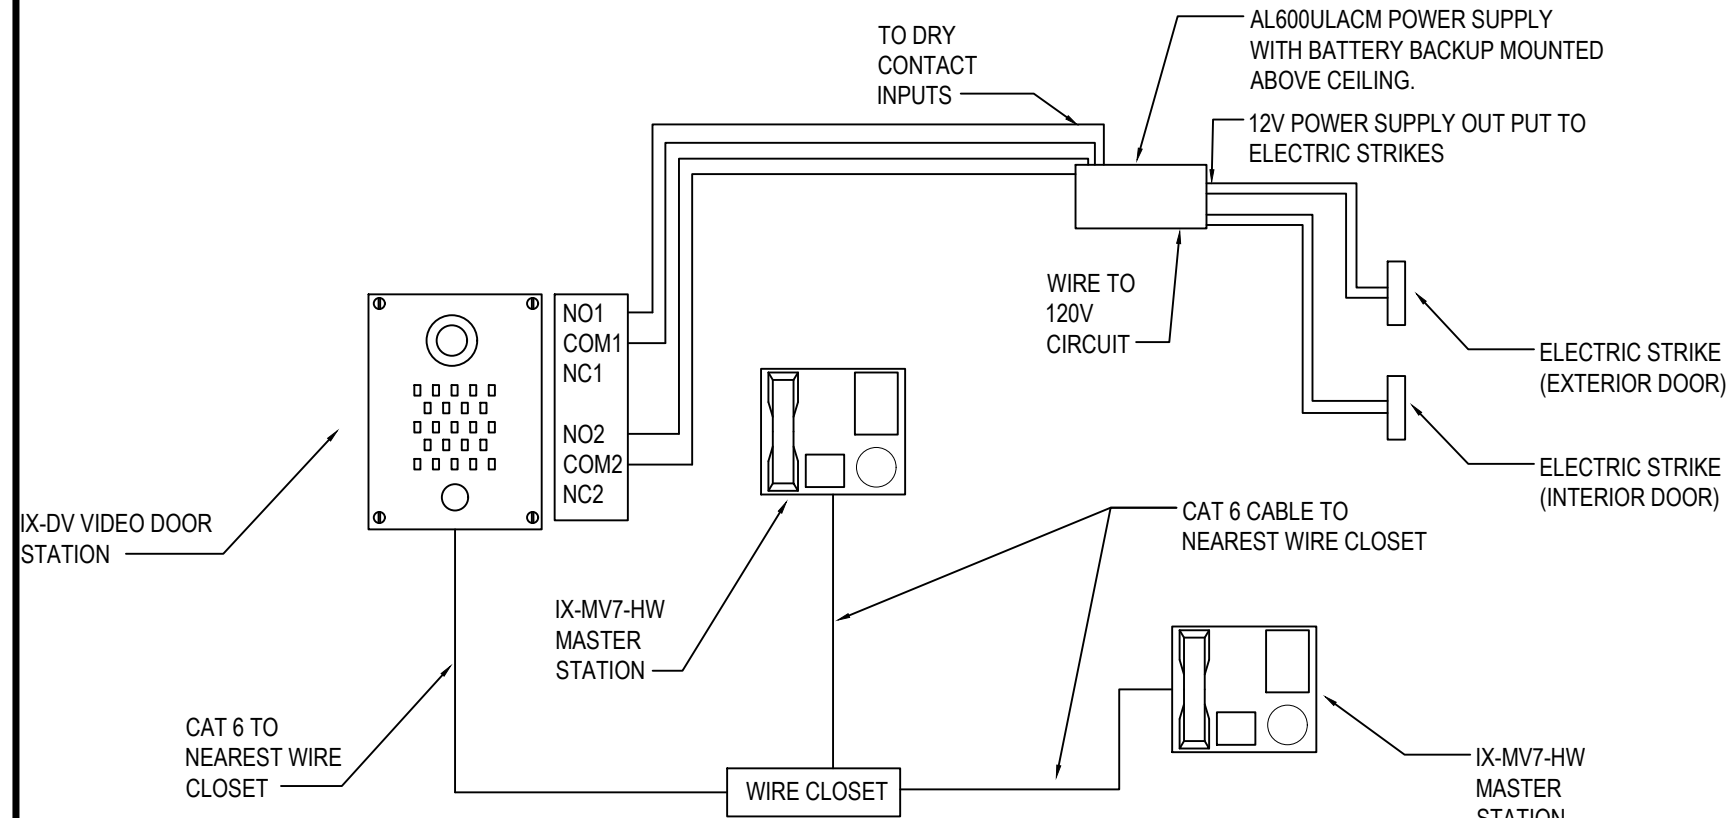 TO DRY
CONTACT
INPUTS
AL600ULACM POWER SUPPLY
WITH BATTERY BACKUP MOUNTED
ABOVE CEILING.
12V POWER SUPPLY OUT PUT TO
ELECTRIC STRIKES
WIRE TO
120V
CIRCUIT
NO1
COM1
NC1
NO2
COM2
NC2
ELECTRIC STRIKE
(EXTERIOR DOOR)
ELECTRIC STRIKE
(INTERIOR DOOR)
IX-DV VIDEO DOOR
STATION
CAT 6 CABLE TO
NEAREST WIRE CLOSET
IX-MV7-HW
MASTER
STATION
CAT 6 TO
NEAREST WIRE
CLOSET
WIRE CLOSET
IX-MV7-HW
MASTER
STATION